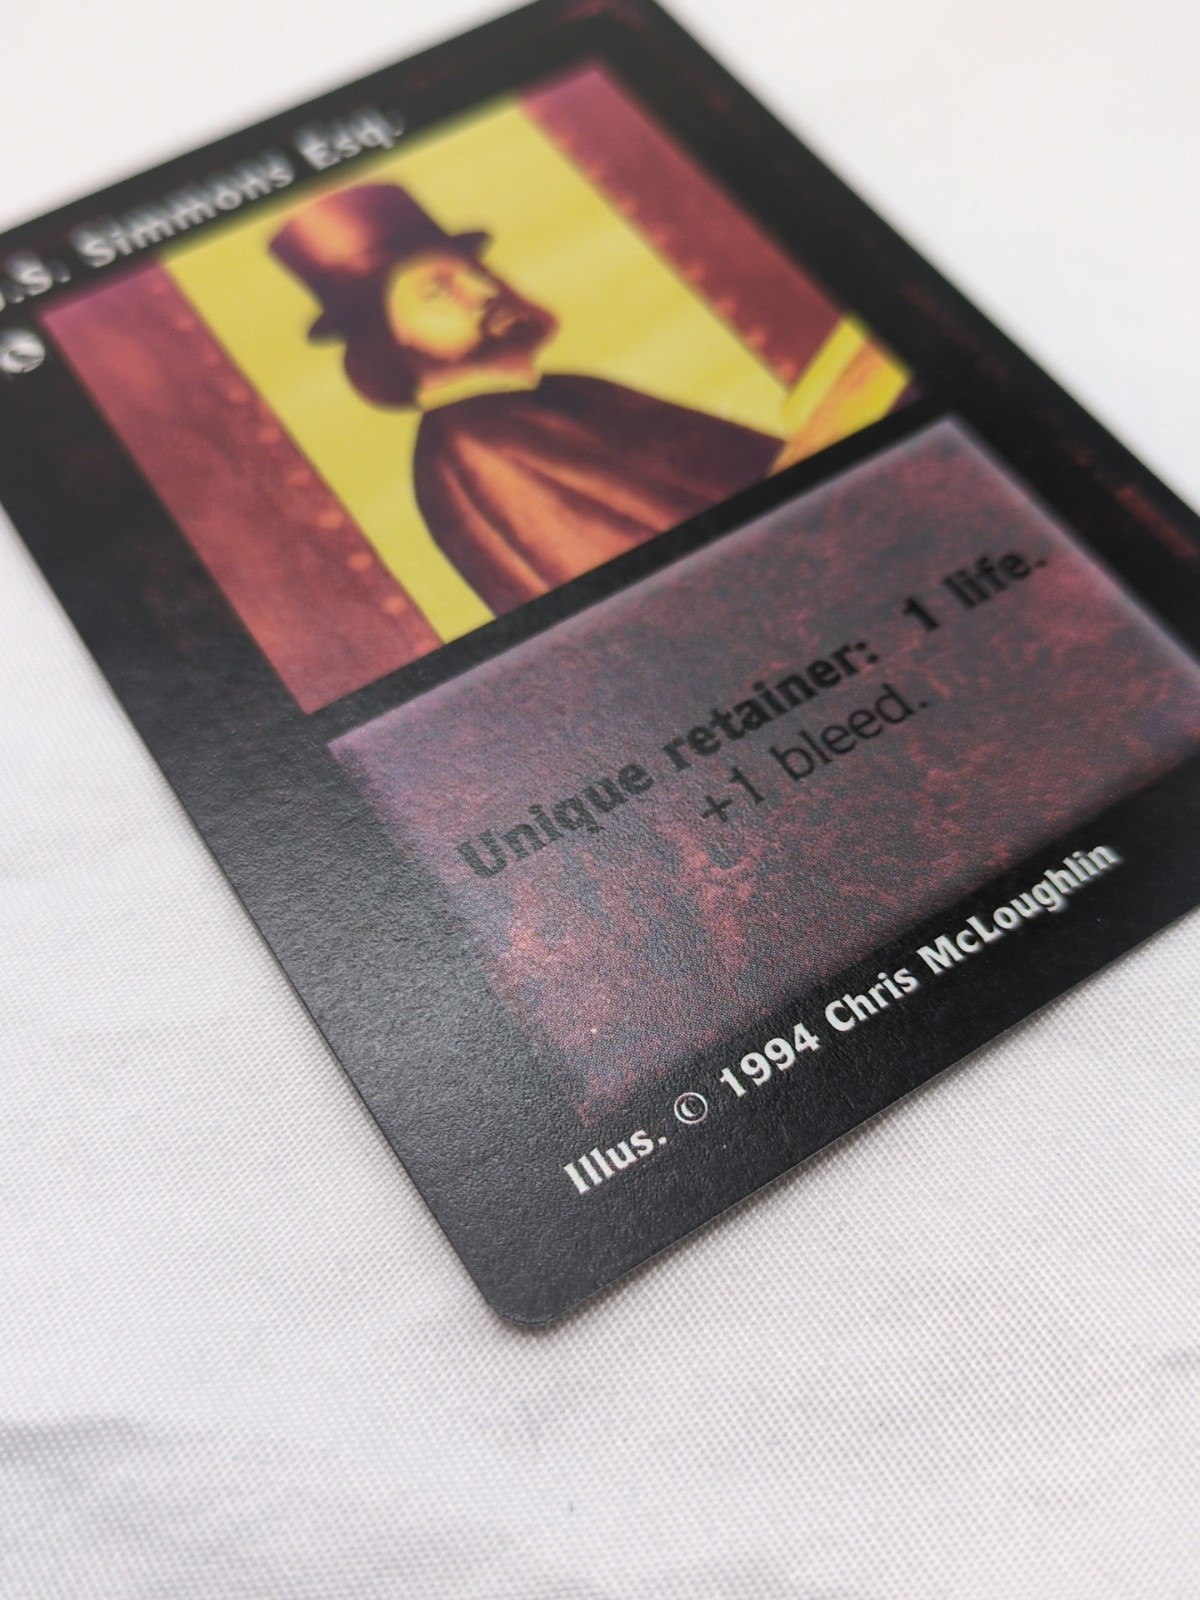 .S. Simmons Esq.
Unique retainer: 1 life.
+1 bleed.
Illus. © 1994 Chris McLoughlin